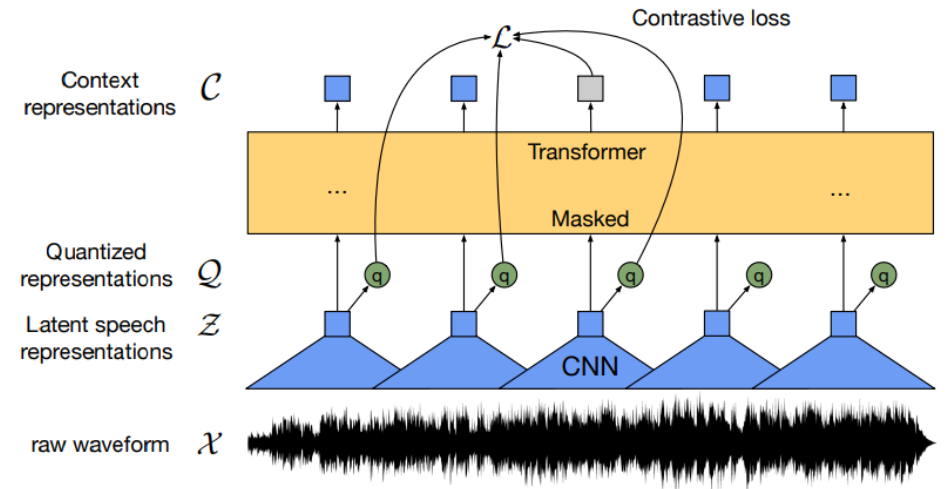 Contrastive loss
ℒ
Context
representations 𝒞
Transformer
... ...
Masked
Quantized
representations 𝒬
q q q q q
Latent speech
representations 𝒵
CNN
raw waveform 𝒳